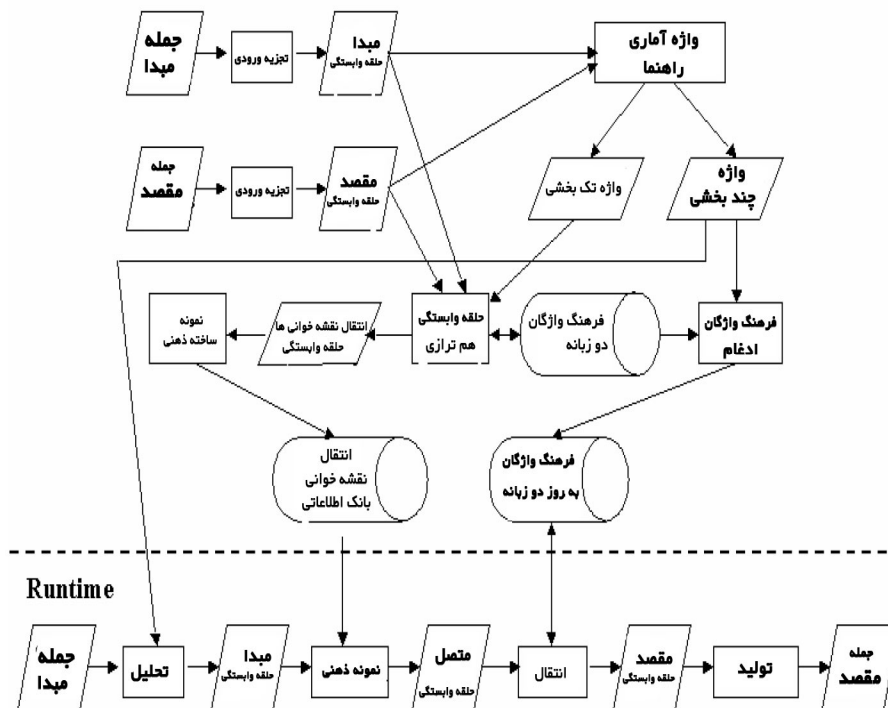 جمله
مبدا
تجزیه ورودی
مبدا
حلقه وابستگی
واژه آماری
راهنما
جمله
مقصد
تجزیه ورودی
مقصد
حلقه وابستگی
واژه تک بخشی
واژه
چند بخشی
نمونه
ساخته ذهنی
انتقال نقشه خوانی ها
حلقه وابستگی
حلقه وابستگی
هم ترازی
فرهنگ واژگان
دو زبانه
فرهنگ واژگان
ادغام
انتقال
نقشه خوانی
بانک اطلاعاتی
فرهنگ واژگان
به روز دو زبانه
Runtime
جمله
مبدا
تحلیل
مبدا
حلقه وابستگی
نمونه ذهنی
متصل
حلقه وابستگی
انتقال
مقصد
حلقه وابستگی
تولید
جمله
مقصد